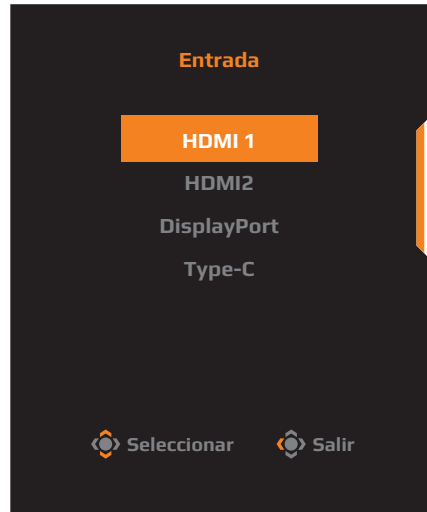 Entrada
HDMI 1
HDMI2
DisplayPort
Type-C
Seleccionar Salir